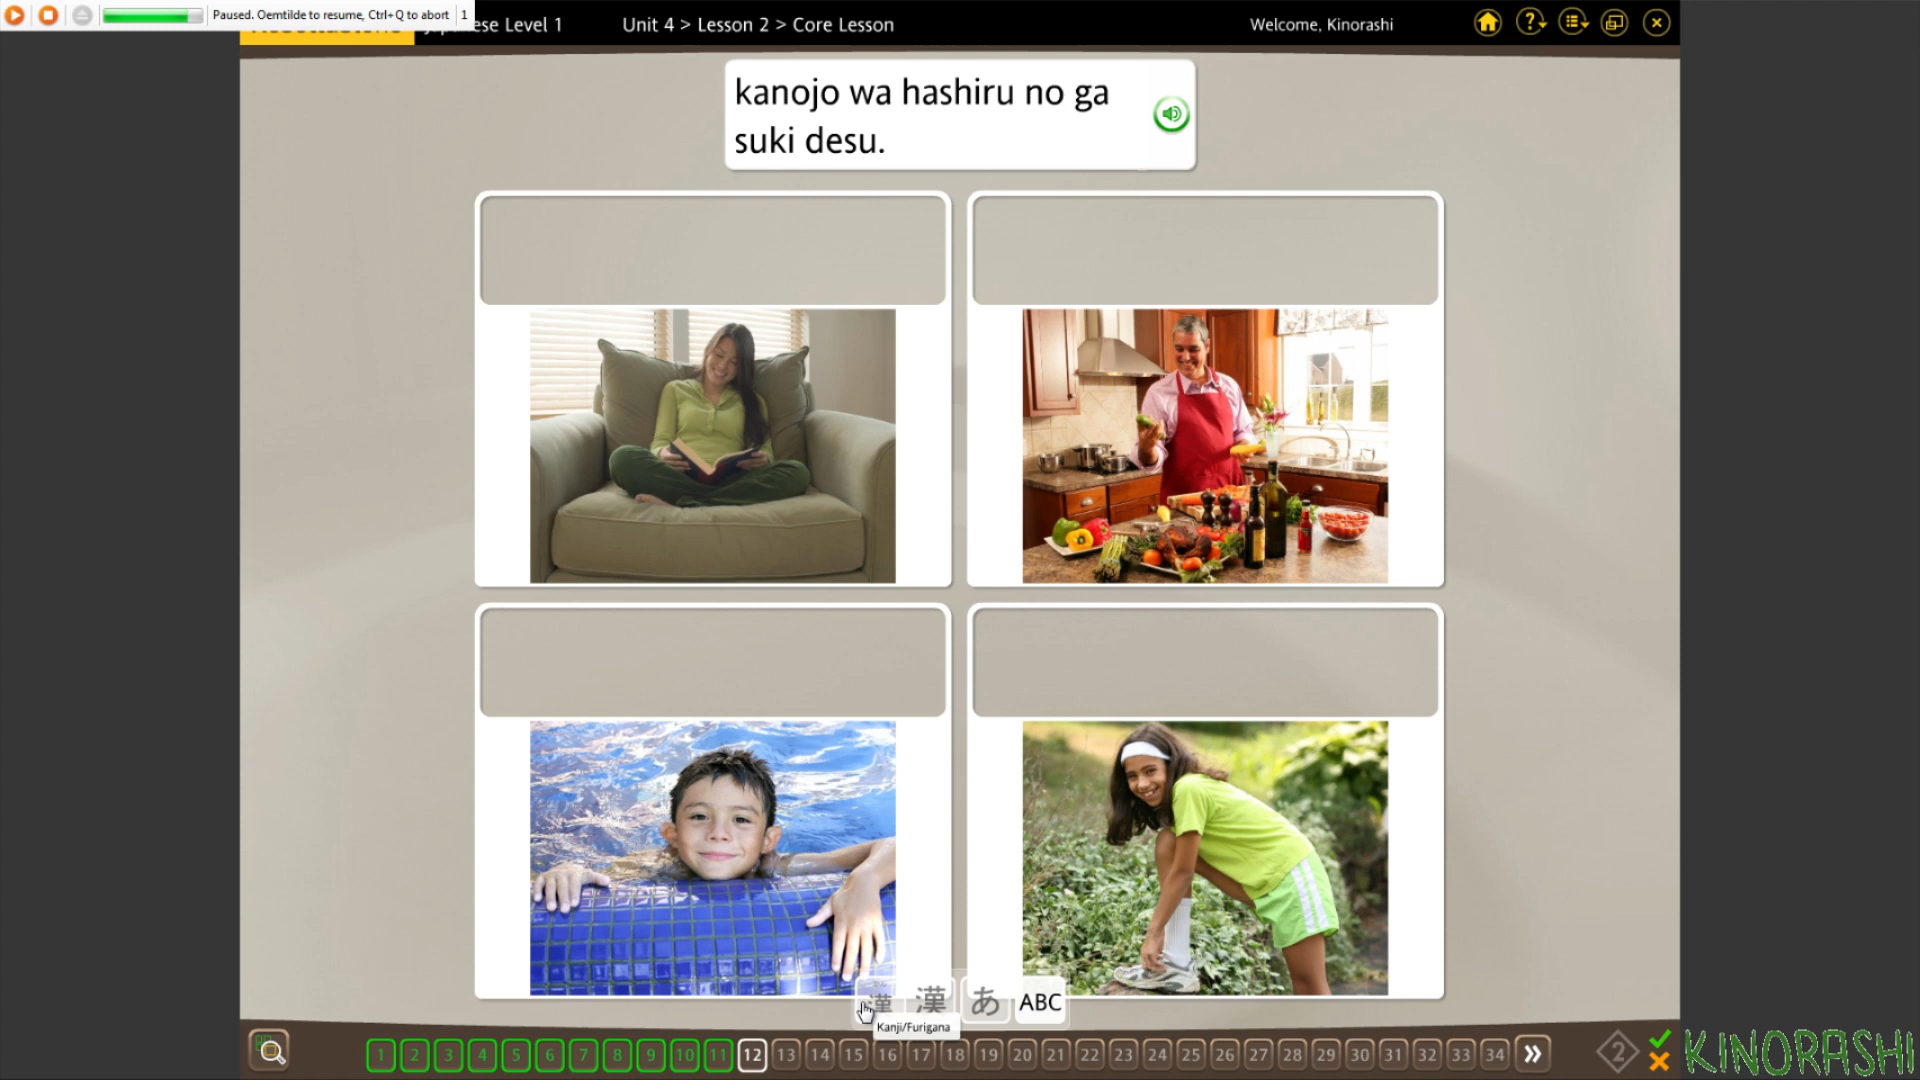 Paused. Oemtilde to resume, Ctrl+Q to abort 1
ese Level 1
Unit 4 > Lesson 2 > Core Lesson
Welcome, Kinorashi
kanojo wa hashiru no ga
suki desu.
漢 漢 あ ABC
Kanji/Furigana
1 2 3 4 5 6 7 8 9 10 11 12 13 14 15 16 17 18 19 20 21 22 23 24 25 26 27 28 29 30 31 32 33 34 »
2
KINORASHI